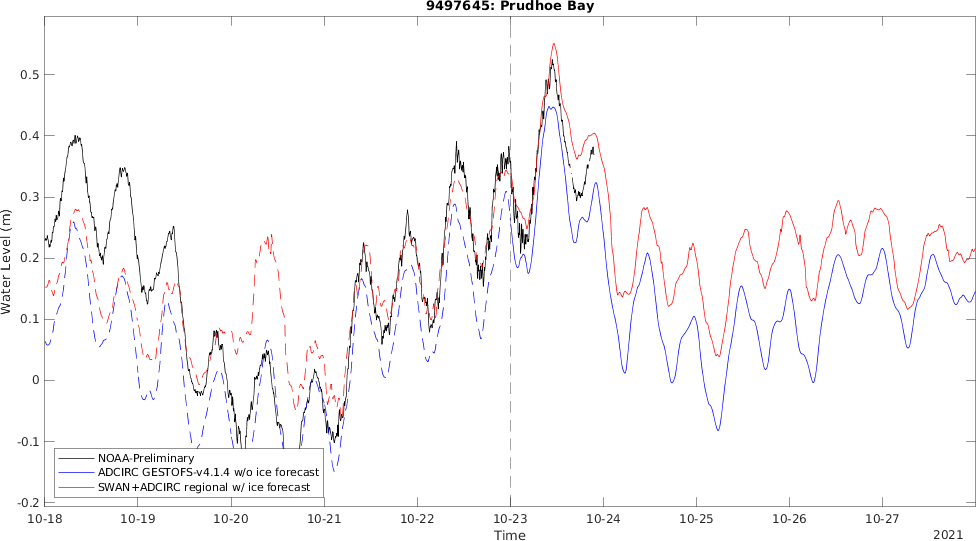 9497645: Prudhoe Bay
Water Level (m)
0.5
0.4
0.3
0.2
0.1
0
-0.1
-0.2
NOAA-Preliminary
ADCIRC GESTOFS-v4.1.4 w/o ice forecast
SWAN+ADCIRC regional w/ ice forecast
10-18 10-19 10-20 10-21 10-22 10-23 10-24 10-25 10-26 10-27
Time
2021